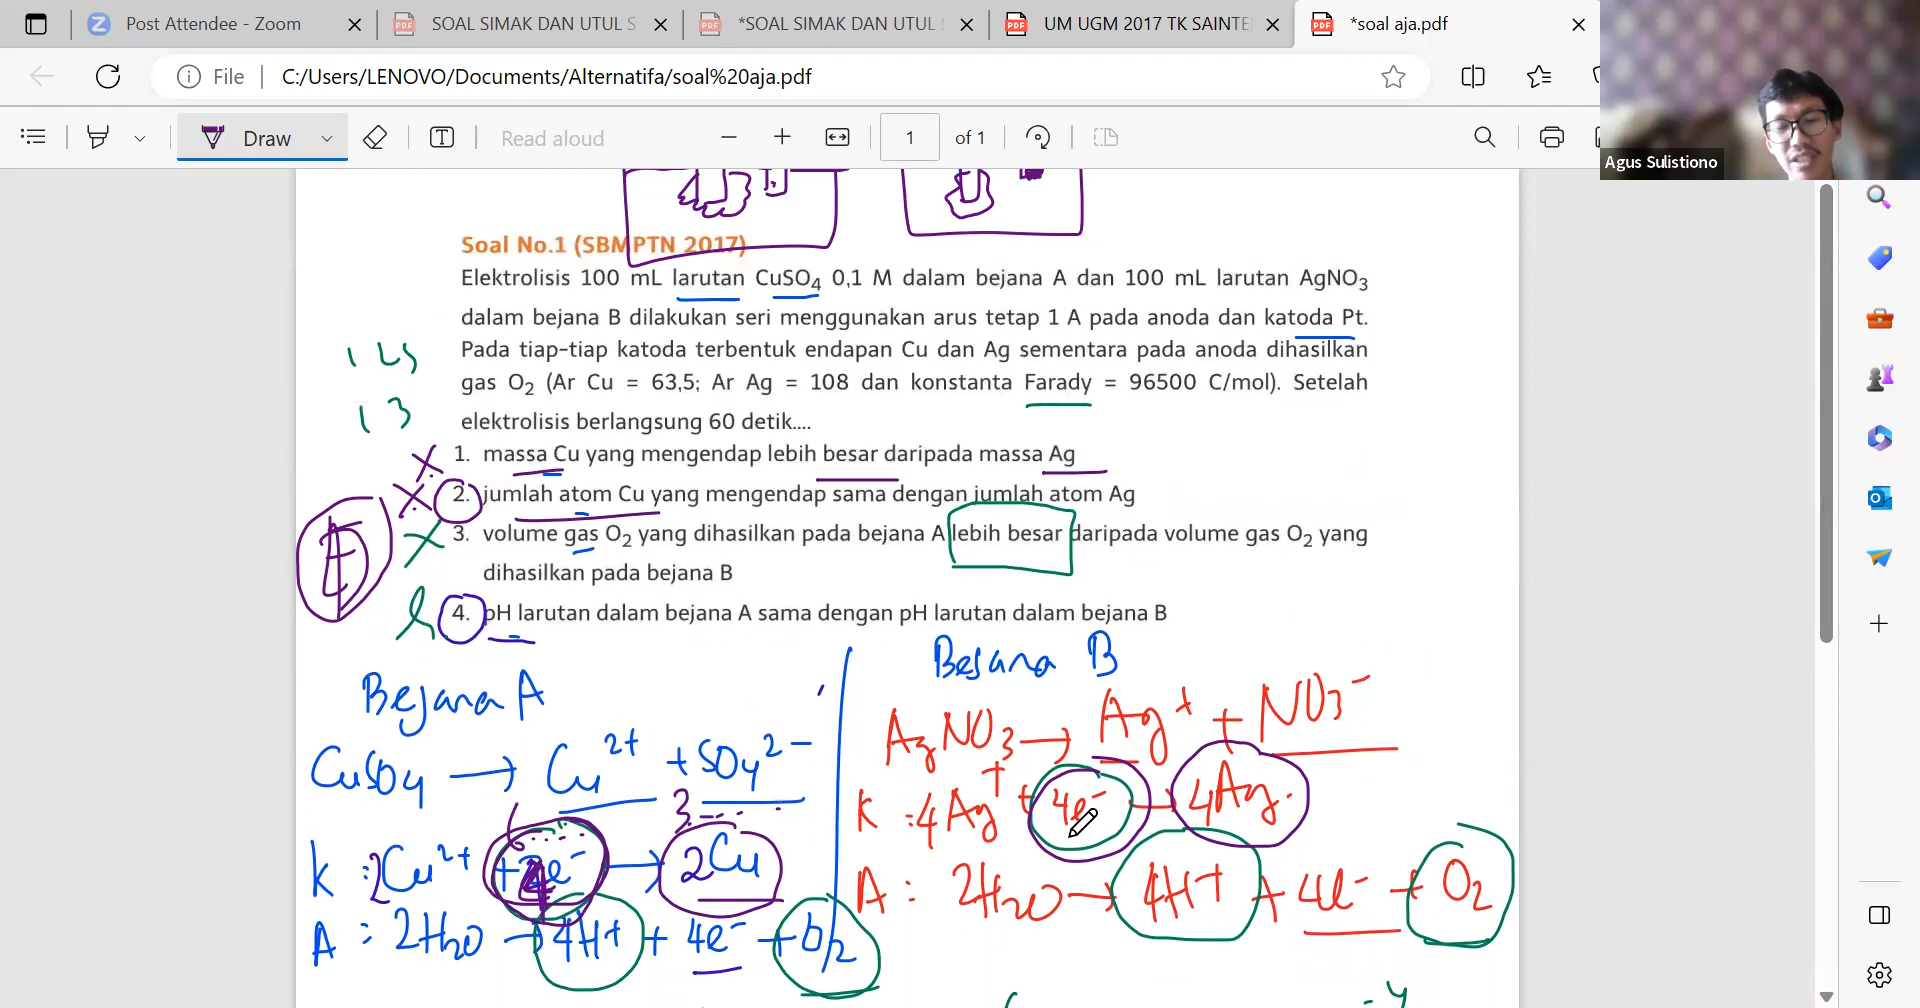 Post Attendee - Zoom
SOAL SIMAK DAN UTUL S
*SOAL SIMAK DAN UTUL
UM UGM 2017 TK SAINTE
*soal aja.pdf
File C:/Users/LENOVO/Documents/Alternatifa/soal%20aja.pdf
Draw
Read aloud
1 of 1
Agus Sulistiono
Soal No.1 (SBMPTN 2017)
Elektrolisis 100 mL larutan CuSO4 0,1 M dalam bejana A dan 100 mL larutan AgNO3
dalam bejana B dilakukan seri menggunakan arus tetap 1 A pada anoda dan katoda Pt.
Pada tiap-tiap katoda terbentuk endapan Cu dan Ag sementara pada anoda dihasilkan
gas O2 (Ar Cu = 63,5; Ar Ag = 108 dan konstanta Farady = 96500 C/mol). Setelah
elektrolisis berlangsung 60 detik....
1. massa Cu yang mengendap lebih besar daripada massa Ag
2. jumlah atom Cu yang mengendap sama dengan jumlah atom Ag
3. volume gas O2 yang dihasilkan pada bejana A lebih besar daripada volume gas O2 yang
dihasilkan pada bejana B
4. pH larutan dalam bejana A sama dengan pH larutan dalam bejana B
1 3
Bejana A
CuSO4 → Cu2+ + SO42-
K : 2Cu2+ + 4e- → 2Cu
A : 2H2O → 4H+ + 4e- + O2
Bejana B
AgNO3 → Ag+ + NO3-
K : 4Ag+ + 4e- → 4Ag
A : 2H2O → 4H+ + 4e- + O2